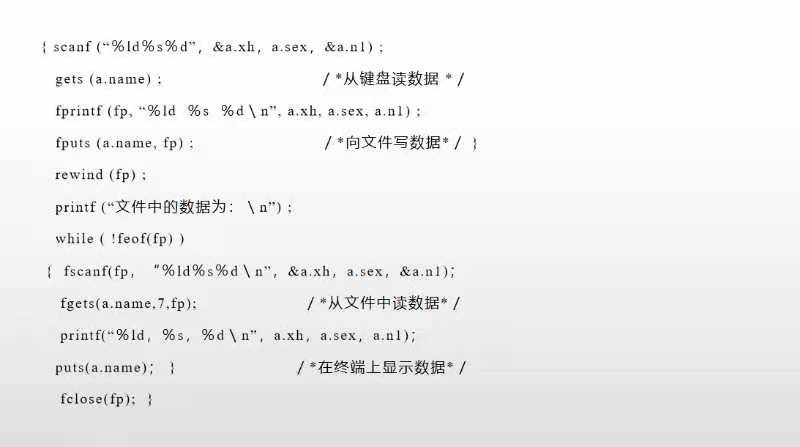 { scanf (“%ld%s%d”, &a.xh, a.sex, &a.n1) ;
gets (a.name) ; /*从键盘读数据 */
fprintf (fp, “%ld %s %d\n”, a.xh, a.sex, a.n1) ;
fputs (a.name, fp) ; /*向文件写数据*/ }
rewind (fp) ;
printf (“文件中的数据为：\n”) ;
while ( !feof(fp) )
{ fscanf(fp, “%ld%s%d\n”, &a.xh, a.sex, &a.n1);
fgets(a.name,7,fp); /*从文件中读数据*/
printf(“%ld, %s, %d\n”, a.xh, a.sex, a.n1);
puts(a.name); } /*在终端上显示数据*/
fclose(fp); }